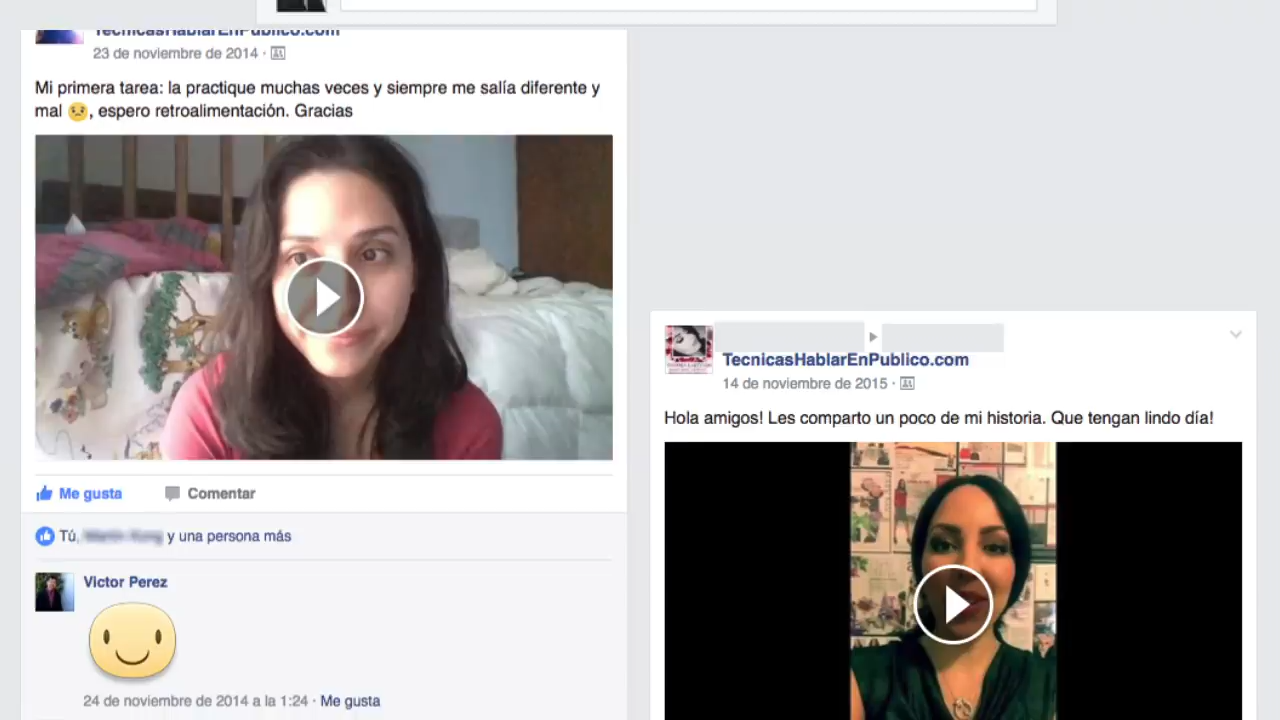 TecnicasHablarEnPublico.com
23 de noviembre de 2014 ·
Mi primera tarea: la practique muchas veces y siempre me salía diferente y
mal 😟, espero retroalimentación. Gracias
Me gusta Comentar
Tú, y una persona más
Victor Perez
24 de noviembre de 2014 a la 1:24 · Me gusta
TecnicasHablarEnPublico.com
14 de noviembre de 2015 ·
Hola amigos! Les comparto un poco de mi historia. Que tengan lindo día!